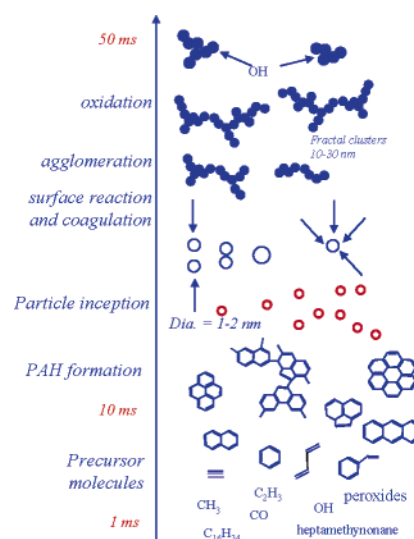 50 ms
OH
oxidation
Fractal clusters
10-30 nm
agglomeration
surface reaction
and coagulation
Particle inception
Dia. = 1-2 nm
PAH formation
10 ms
Precursor
molecules
C₂H₃
peroxides
CH₃
CO
OH
1 ms
C₁₆H₃₄
heptamethynonane